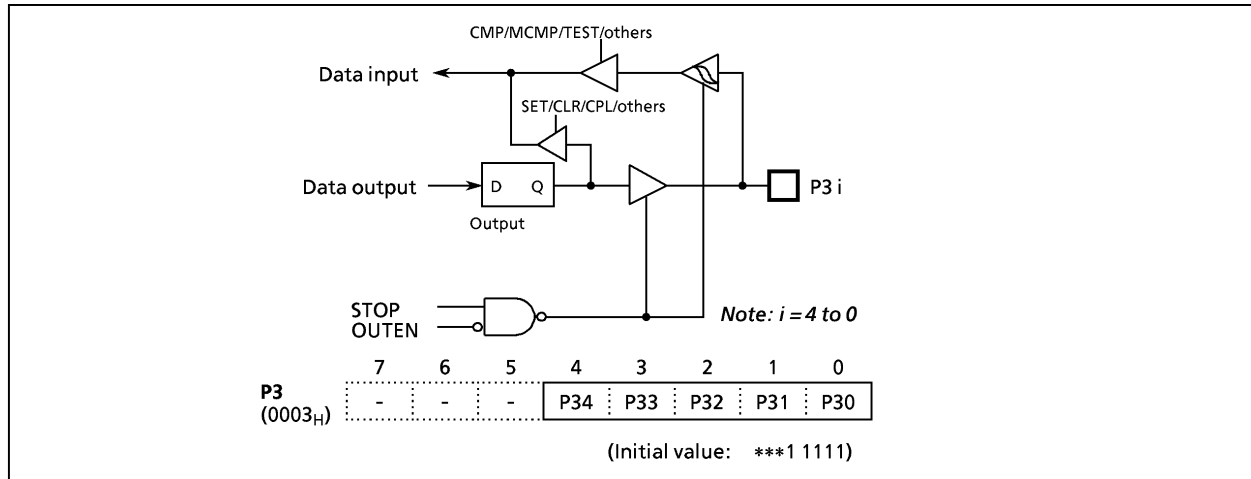 CMP/MCMP/TEST/others
Data input
SET/CLR/CPL/others
Data output
D Q
P3 i
Output
STOP
OUTEN
Note: i = 4 to 0
7 6 5 4 3 2 1 0
P3
(0003H)
- - - P34 P33 P32 P31 P30
(Initial value: ***1 1111)